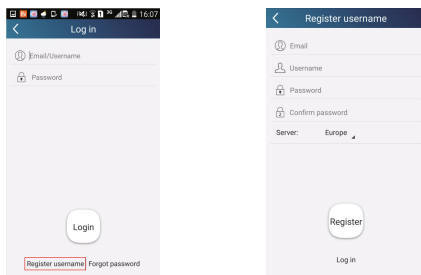 16:07
Log in
Email/Username
Password
Login
Register username Forgot password
Register username
Email
Username
Password
Confirm password
Server: Europe
Register
Log in